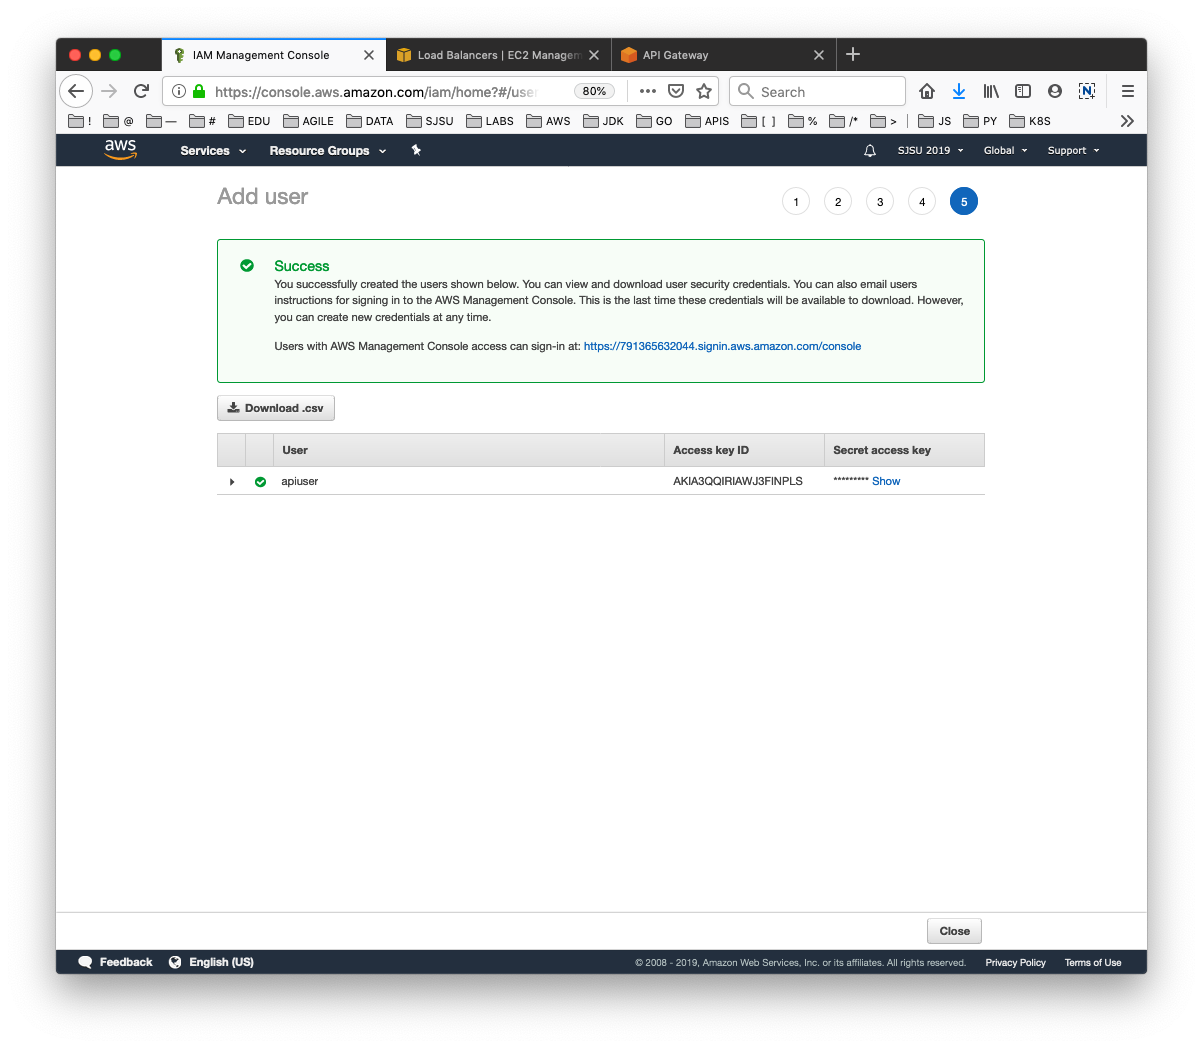 IAM Management Console
Load Balancers | EC2 Managem
API Gateway
https://console.aws.amazon.com/iam/home?#/use
80%
Search
!
@
—
#
EDU
AGILE
DATA
SJSU
LABS
AWS
JDK
GO
APIS
[ ]
%
/*
>
JS
PY
K8S
aws
Services
Resource Groups
SJSU 2019
Global
Support
Add user
1
2
3
4
5
Success
You successfully created the users shown below. You can view and download user security credentials. You can also email users
instructions for signing in to the AWS Management Console. This is the last time these credentials will be available to download. However,
you can create new credentials at any time.
Users with AWS Management Console access can sign-in at: https://791365632044.signin.aws.amazon.com/console
Download .csv
User Access key ID Secret access key
apiuser AKIA3QQIRIAWJ3FINPLS ********* Show
Close
Feedback
English (US)
© 2008 - 2019, Amazon Web Services, Inc. or its affiliates. All rights reserved.
Privacy Policy
Terms of Use